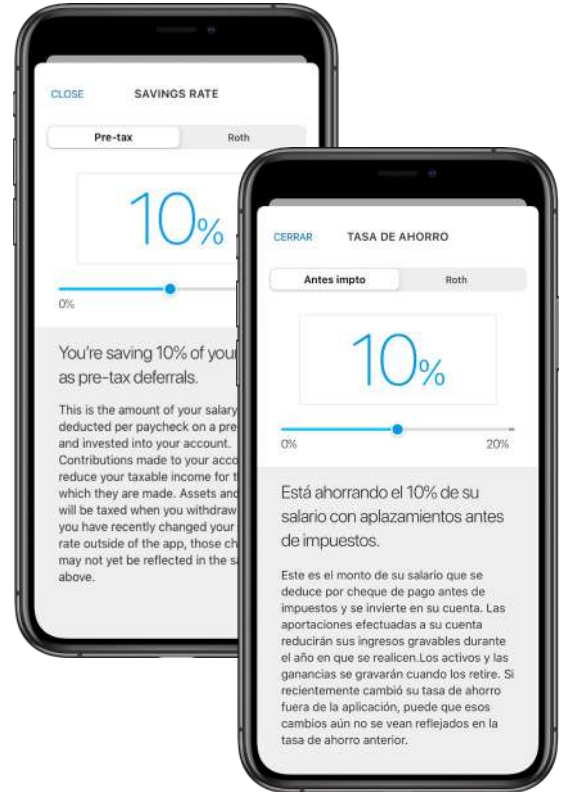 CLOSE SAVINGS RATE
Pre-tax Roth
10%
0%
You're saving 10% of your
as pre-tax deferrals.
This is the amount of your salary
deducted per paycheck on a
and invested into your account.
Contributions made to your
reduce your taxable income for
which they are made. Assets
will be taxed when you withdraw
you have recently changed your
rate outside of the app, those
may not yet be reflected in the
above.
CERRAR TASA DE AHORRO
Antes impto Roth
10%
0% 20%
Está ahorrando el 10% de su
salario con aplazamientos antes
de impuestos.
Este es el monto de su salario que se
deduce por cheque de pago antes de
impuestos y se invierte en su cuenta. Las
aportaciones efectuadas a su cuenta
reducirán sus ingresos gravables durante
el año en que se realicen.Los activos y las
ganancias se gravarán cuando los retire. Si
recientemente cambió su tasa de ahorro
fuera de la aplicación, puede que esos
cambios aún no se vean reflejados en la
tasa de ahorro anterior.